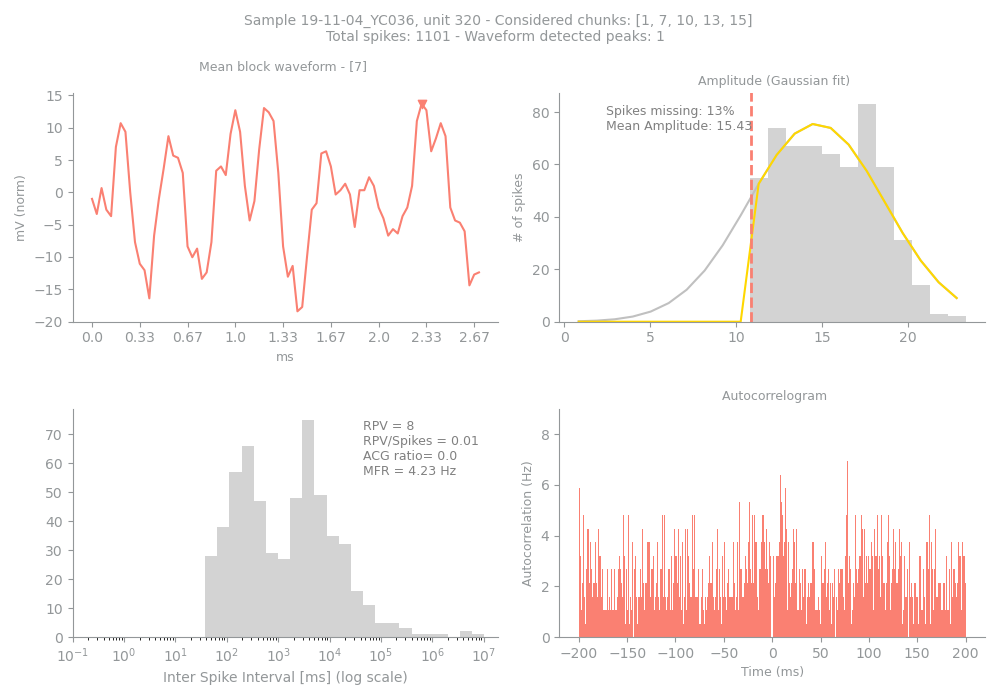 Sample 19-11-04_YC036, unit 320 - Considered chunks: [1, 7, 10, 13, 15]
Total spikes: 1101 - Waveform detected peaks: 1
Mean block waveform - [7]
15
10
5
0
−5
−10
−15
−20
mV (norm)
0.0 0.33 0.67 1.0 1.33 1.67 2.0 2.33 2.67
ms
Amplitude (Gaussian fit)
Spikes missing: 13%
Mean Amplitude: 15.43
80
60
40
20
0
# of spikes
0 5 10 15 20
RPV = 8
RPV/Spikes = 0.01
ACG ratio= 0.0
MFR = 4.23 Hz
70
60
50
40
30
20
10
0
10⁻¹ 10⁰ 10¹ 10² 10³ 10⁴ 10⁵ 10⁶ 10⁷
Inter Spike Interval [ms] (log scale)
Autocorrelogram
8
6
4
2
0
Autocorrelation (Hz)
−200 −150 −100 −50 0 50 100 150 200
Time (ms)